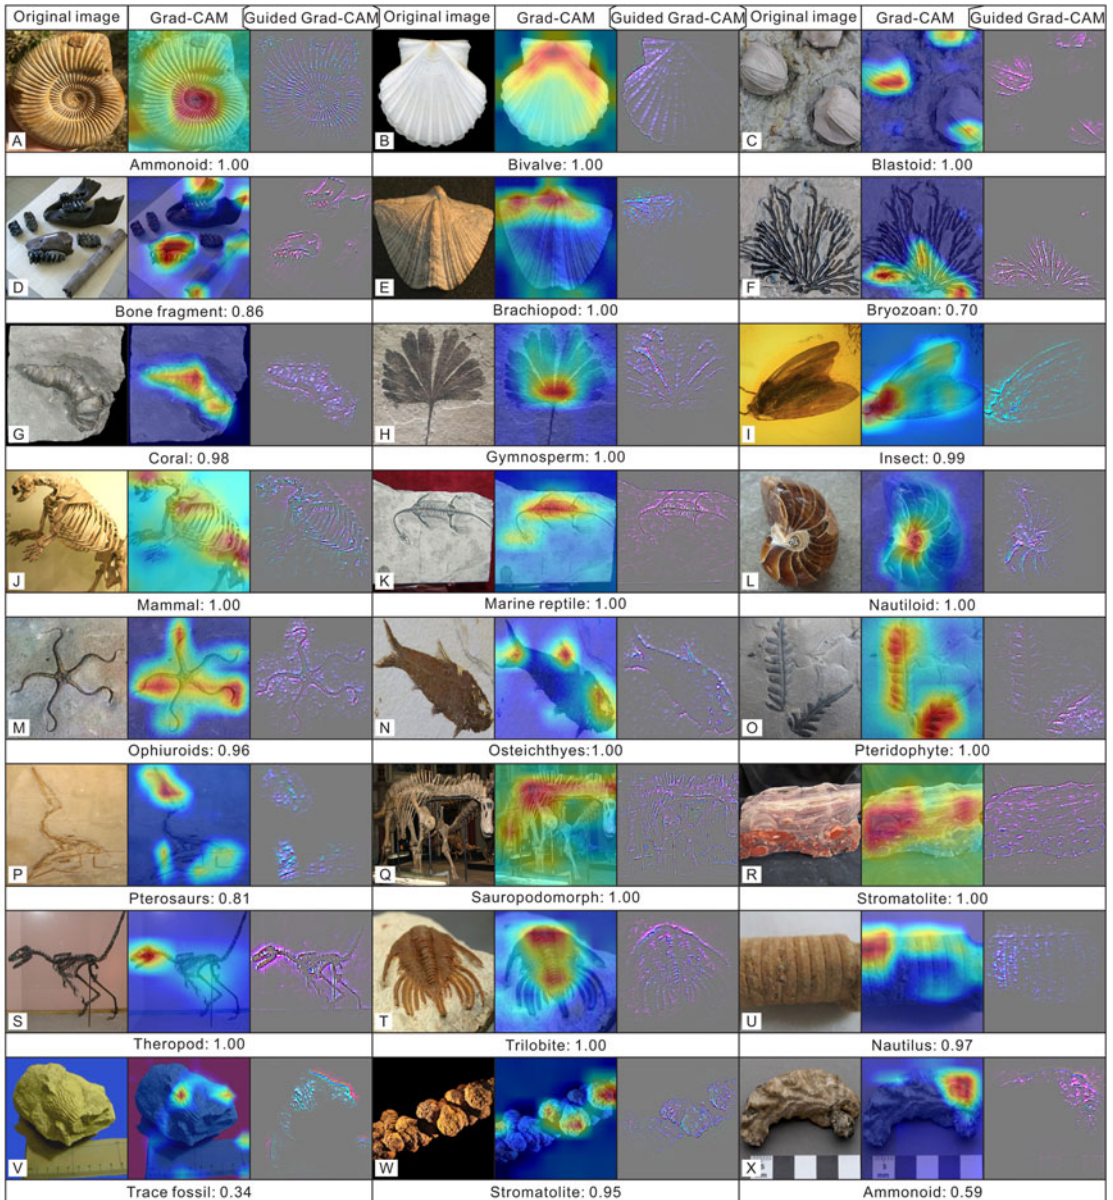 Original image Grad-CAM Guided Grad-CAM Original image Grad-CAM Guided Grad-CAM Original image Grad-CAM Guided Grad-CAM
A B C
Ammonoid: 1.00 Bivalve: 1.00 Blastoid: 1.00
D E F
Bone fragment: 0.86 Brachiopod: 1.00 Bryozoan: 0.70
G H I
Coral: 0.98 Gymnosperm: 1.00 Insect: 0.99
J K L
Mammal: 1.00 Marine reptile: 1.00 Nautiloid: 1.00
M N O
Ophiuroids: 0.96 Osteichthyes:1.00 Pteridophyte: 1.00
P Q R
Pterosaurs: 0.81 Sauropodomorph: 1.00 Stromatolite: 1.00
S T U
Theropod: 1.00 Trilobite: 1.00 Nautilus: 0.97
V W X
Trace fossil: 0.34 Stromatolite: 0.95 Ammonoid: 0.59